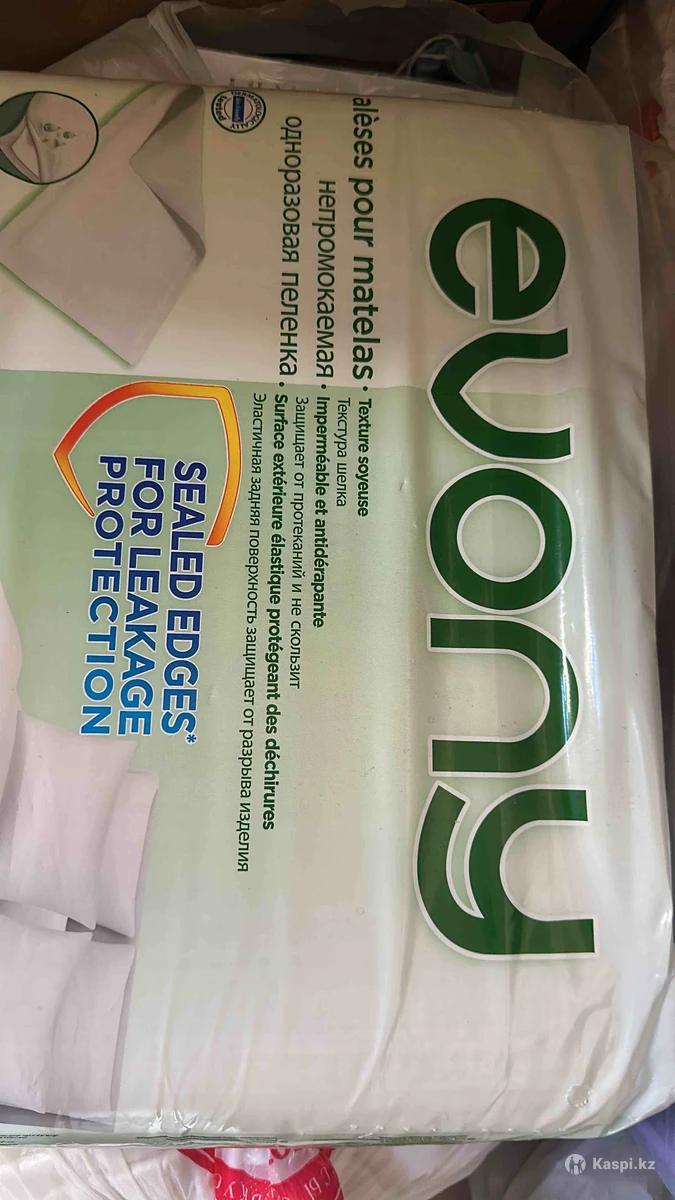 evony
alèses pour matelas
непромокаемая
одноразовая пеленка
• Texture soyeuse
Текстура шелка
• Imperméable et antidérapante
Защищает от протеканий и не скользит
• Surface extérieure élastique protégeant des déchirures
Эластичная задняя поверхность защищает от разрыва изделия
DERMATOLOGICALLY
tested
SEALED EDGES*
FOR LEAKAGE
PROTECTION
Kaspi.kz